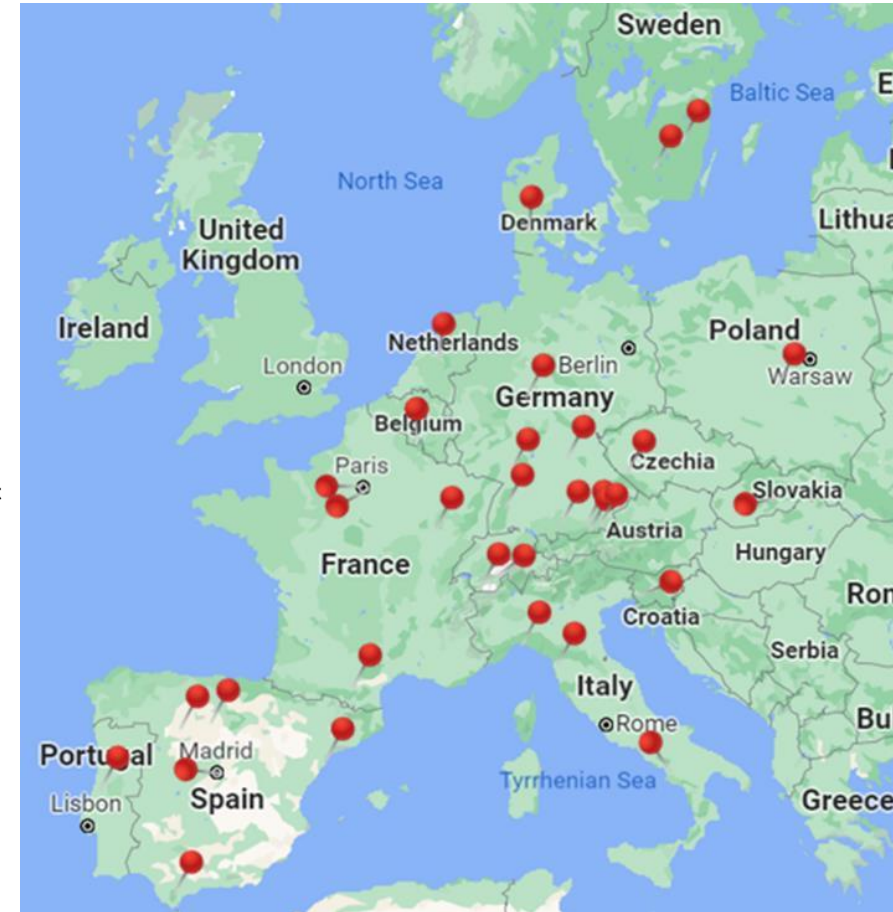 Sweden
Baltic Sea
E
North Sea
Denmark
Lithua
United
Kingdom
Ireland
Netherlands
Poland
London
Berlin
Warsaw
Germany
Belgium
Paris
Czechia
Slovakia
Austria
France
Hungary
Ron
Croatia
Serbia
Italy
Bu
Rome
Portugal
Madrid
Tyrrhenian Sea
Spain
Lisbon
Greece